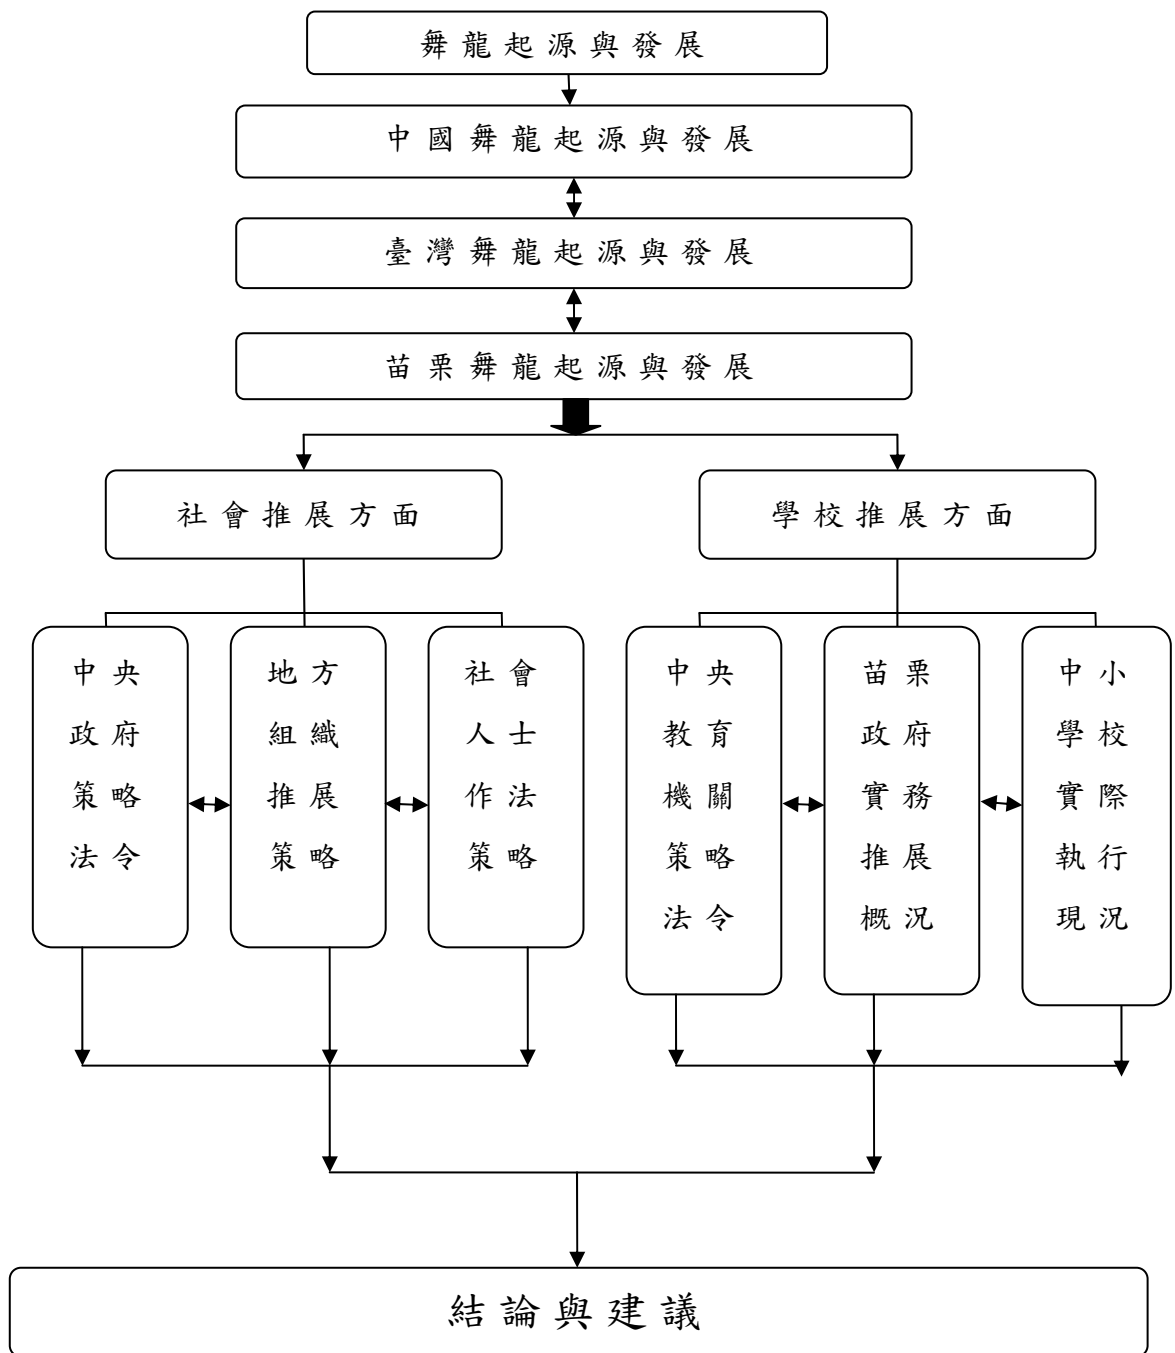 舞龍起源與發展
中國舞龍起源與發展
臺灣舞龍起源與發展
苗栗舞龍起源與發展
社會推展方面
學校推展方面
中央
政府
策略
法令
地方
組織
推展
策略
社會
人士
作法
策略
中央
教育
機關
策略
法令
苗栗
政府
實務
推展
概況
中小
學校
實際
執行
現況
結論與建議